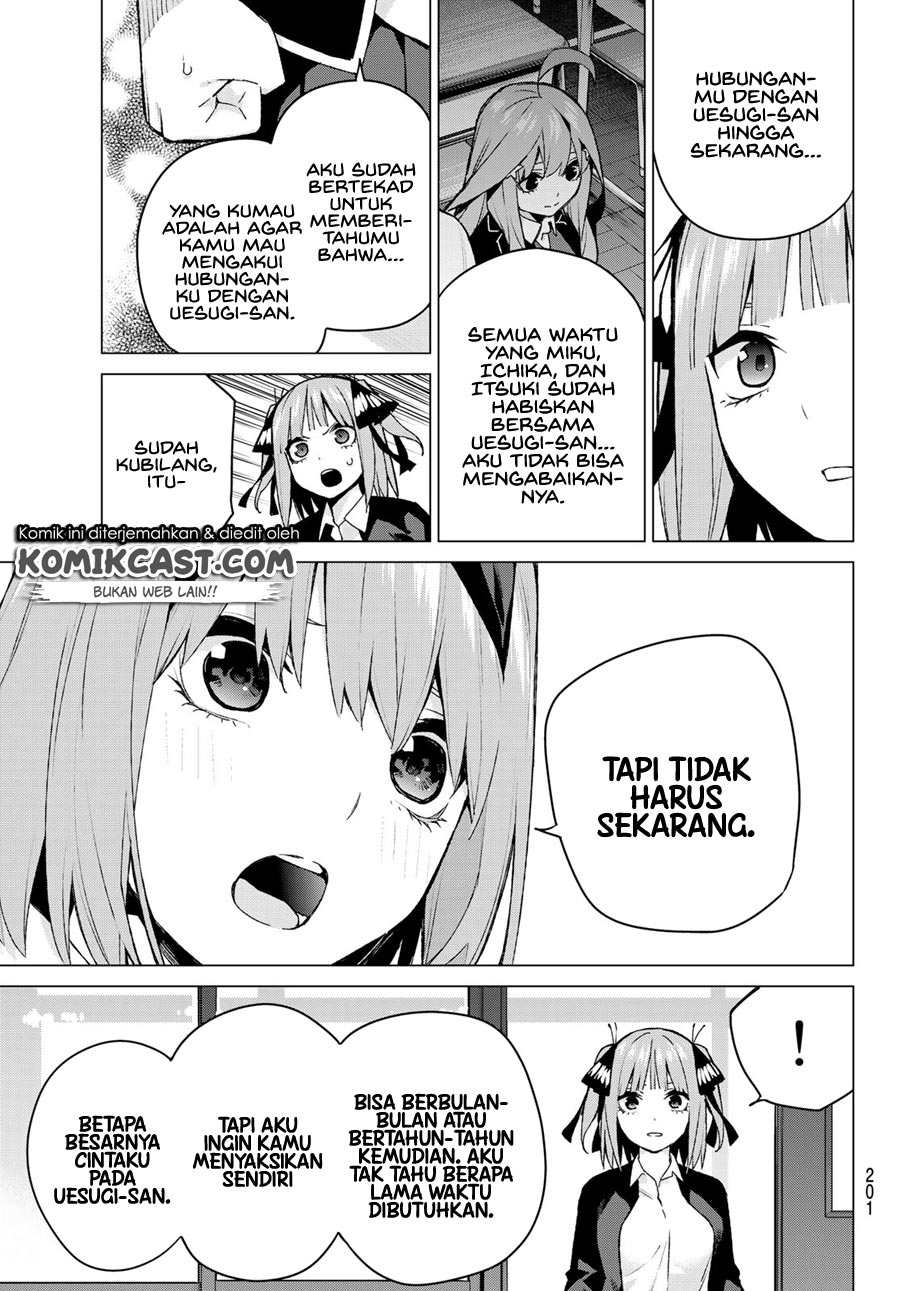 HUBUNGAN-
MU DENGAN
UESUGI-SAN
HINGGA
SEKARANG...
SEMUA WAKTU
YANG MIKU,
ICHIKA, DAN
ITSUKI SUDAH
HABISKAN
BERSAMA
UESUGI-SAN...
AKU TIDAK BISA
MENGABAIKAN-
NYA.
AKU SUDAH
BERTEKAD
UNTUK
MEMBERI-
TAHUMU
BAHWA...
YANG KUMAU
ADALAH AGAR
KAMU MAU
MENGAKUI
HUBUNGAN-
KU DENGAN
UESUGI-SAN.
SUDAH
KUBILANG,
ITU-
Komik ini diterjemahkan & diedit oleh
KOMIKCAST.COM
BUKAN WEB LAIN!!
TAPI TIDAK
HARUS
SEKARANG.
!
BISA BERBULAN-
BULAN ATAU
BERTAHUN-TAHUN
KEMUDIAN. AKU
TAK TAHU BERAPA
LAMA WAKTU
DIBUTUHKAN.
TAPI AKU
INGIN KAMU
MENYAKSIKAN
SENDIRI
BETAPA
BESARNYA
CINTAKU
PADA
UESUGI-SAN.
201